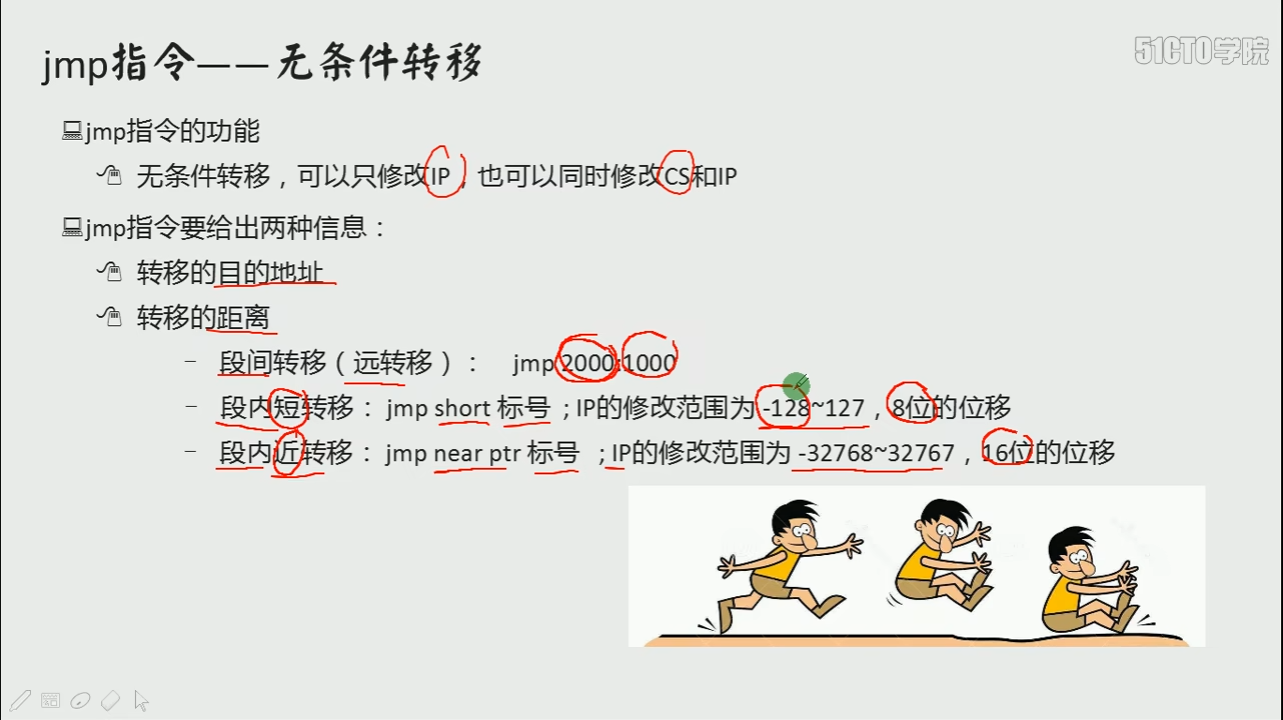 51CTO学院
jmp指令——无条件转移
jmp指令的功能
无条件转移，可以只修改IP，也可以同时修改CS和IP
jmp指令要给出两种信息：
转移的目的地址
转移的距离
– 段间转移（远转移）： jmp 2000:1000
– 段内短转移： jmp short 标号 ; IP的修改范围为 -128~127，8位的位移
– 段内近转移： jmp near ptr 标号 ; IP的修改范围为 -32768~32767，16位的位移